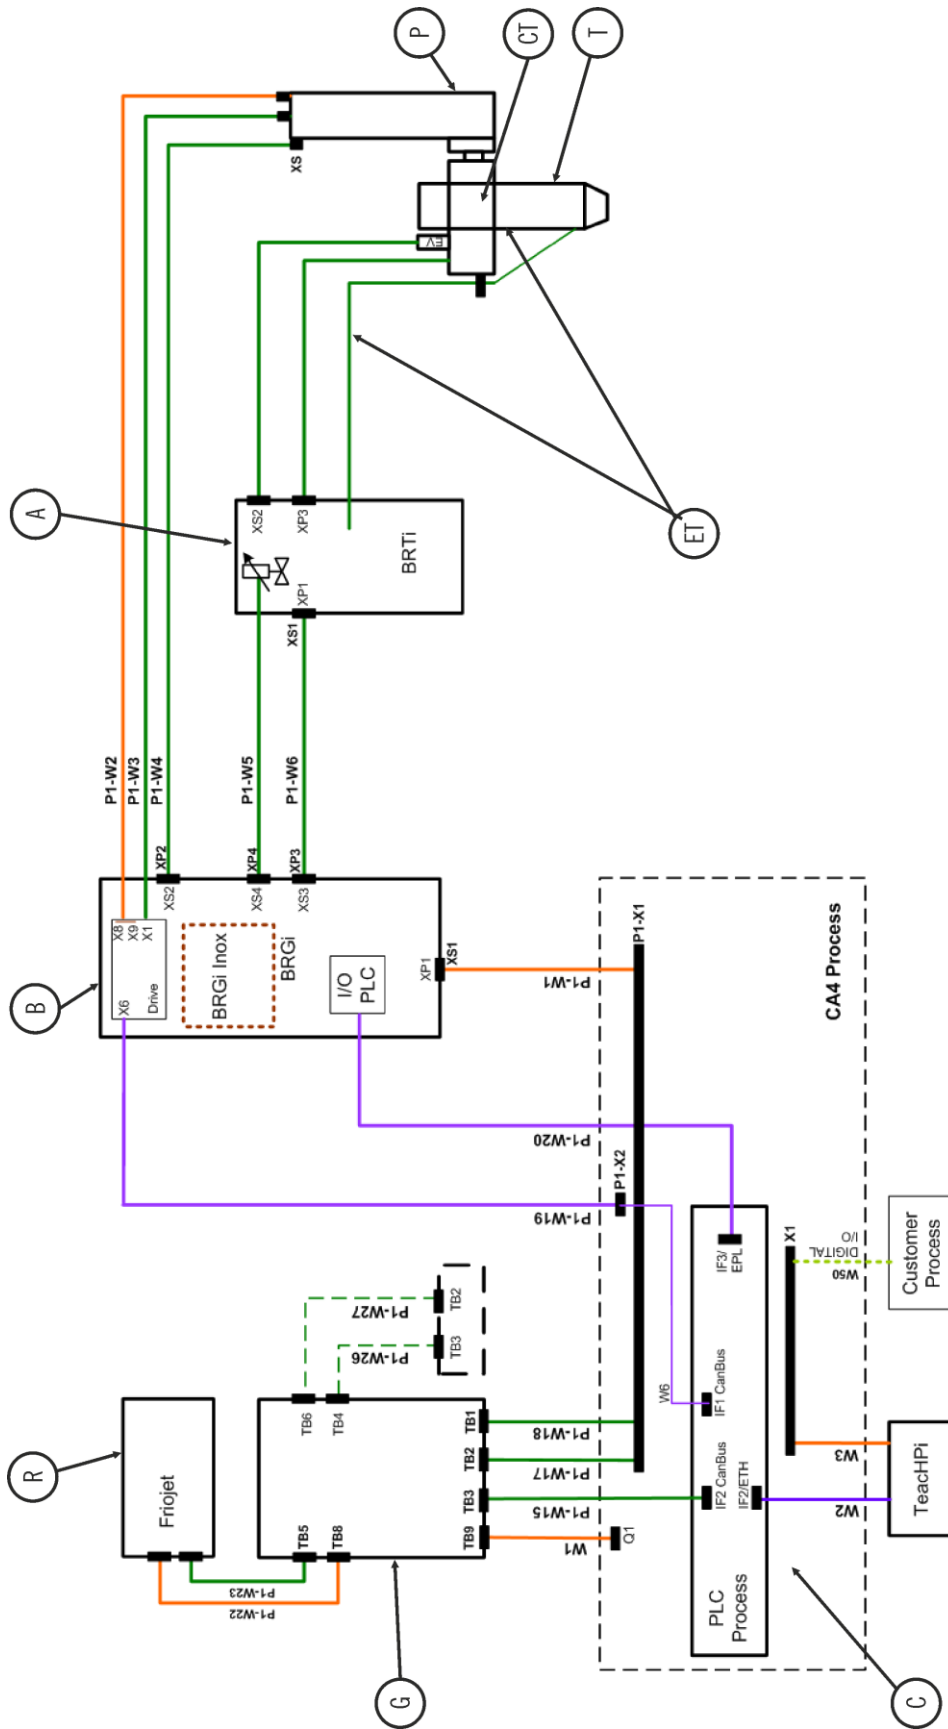 R
Friojet
P1-W23
P1-W22
TB5
TB8
TB6
TB4
TB1
TB2
TB3
TB9
G
P1-W27
P1-W26
TB2
TB3
P1-W18
P1-W17
P1-W15
W1
Q1
B
X6
X8
X9
X1
Drive
BRGi Inox
BRGi
I/O
PLC
XS2
XP2
XS4
XP4
XS3
XP3
XP1
XS1
P1-W2
P1-W3
P1-W4
P1-W5
P1-W6
A
XS2
XP3
XP1
XS1
BRTi
XS
EV
P
CT
T
ET
P1-W1
P1-W20
P1-W19
P1-X2
P1-X1
CA4 Process
W6
IF3/
EPL
IF1 CanBus
IF2 CanBus
IF2/ETH
PLC
Process
X1
W3
W2
DIGITAL
I/O
W50
TeacHPi
Customer
Process
C